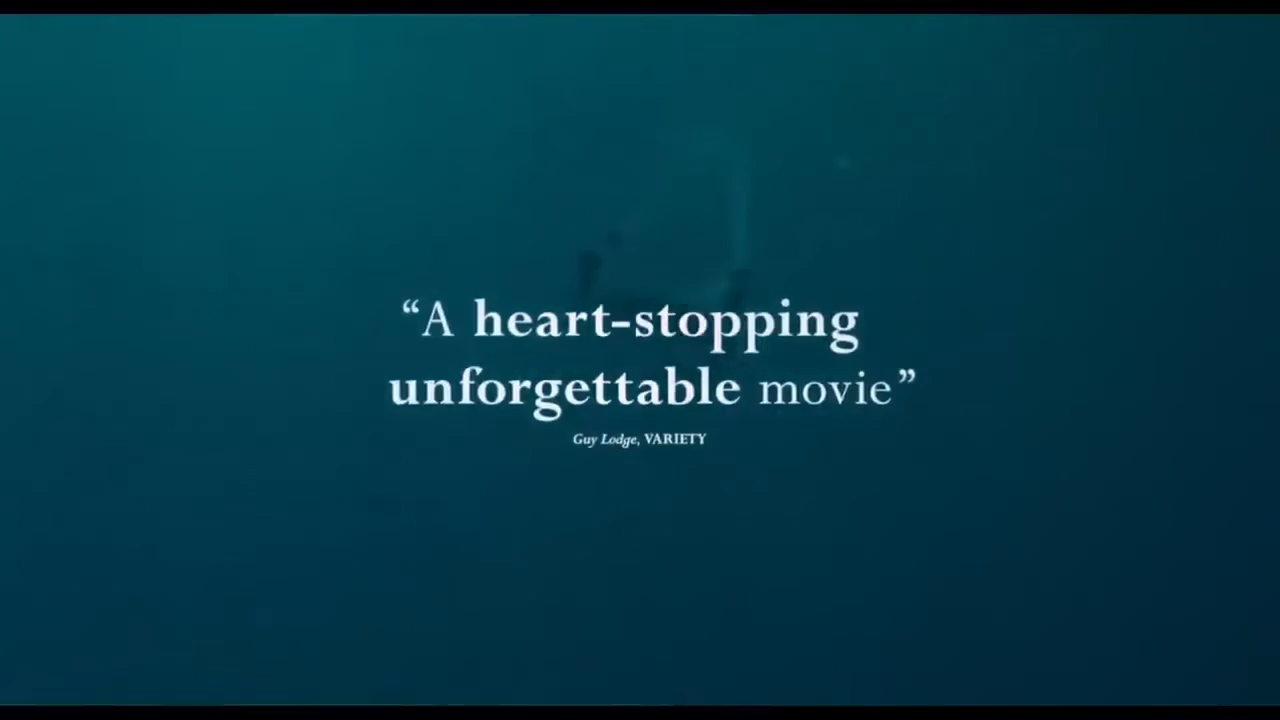 “A heart-stopping
unforgettable movie”
Guy Lodge, VARIETY